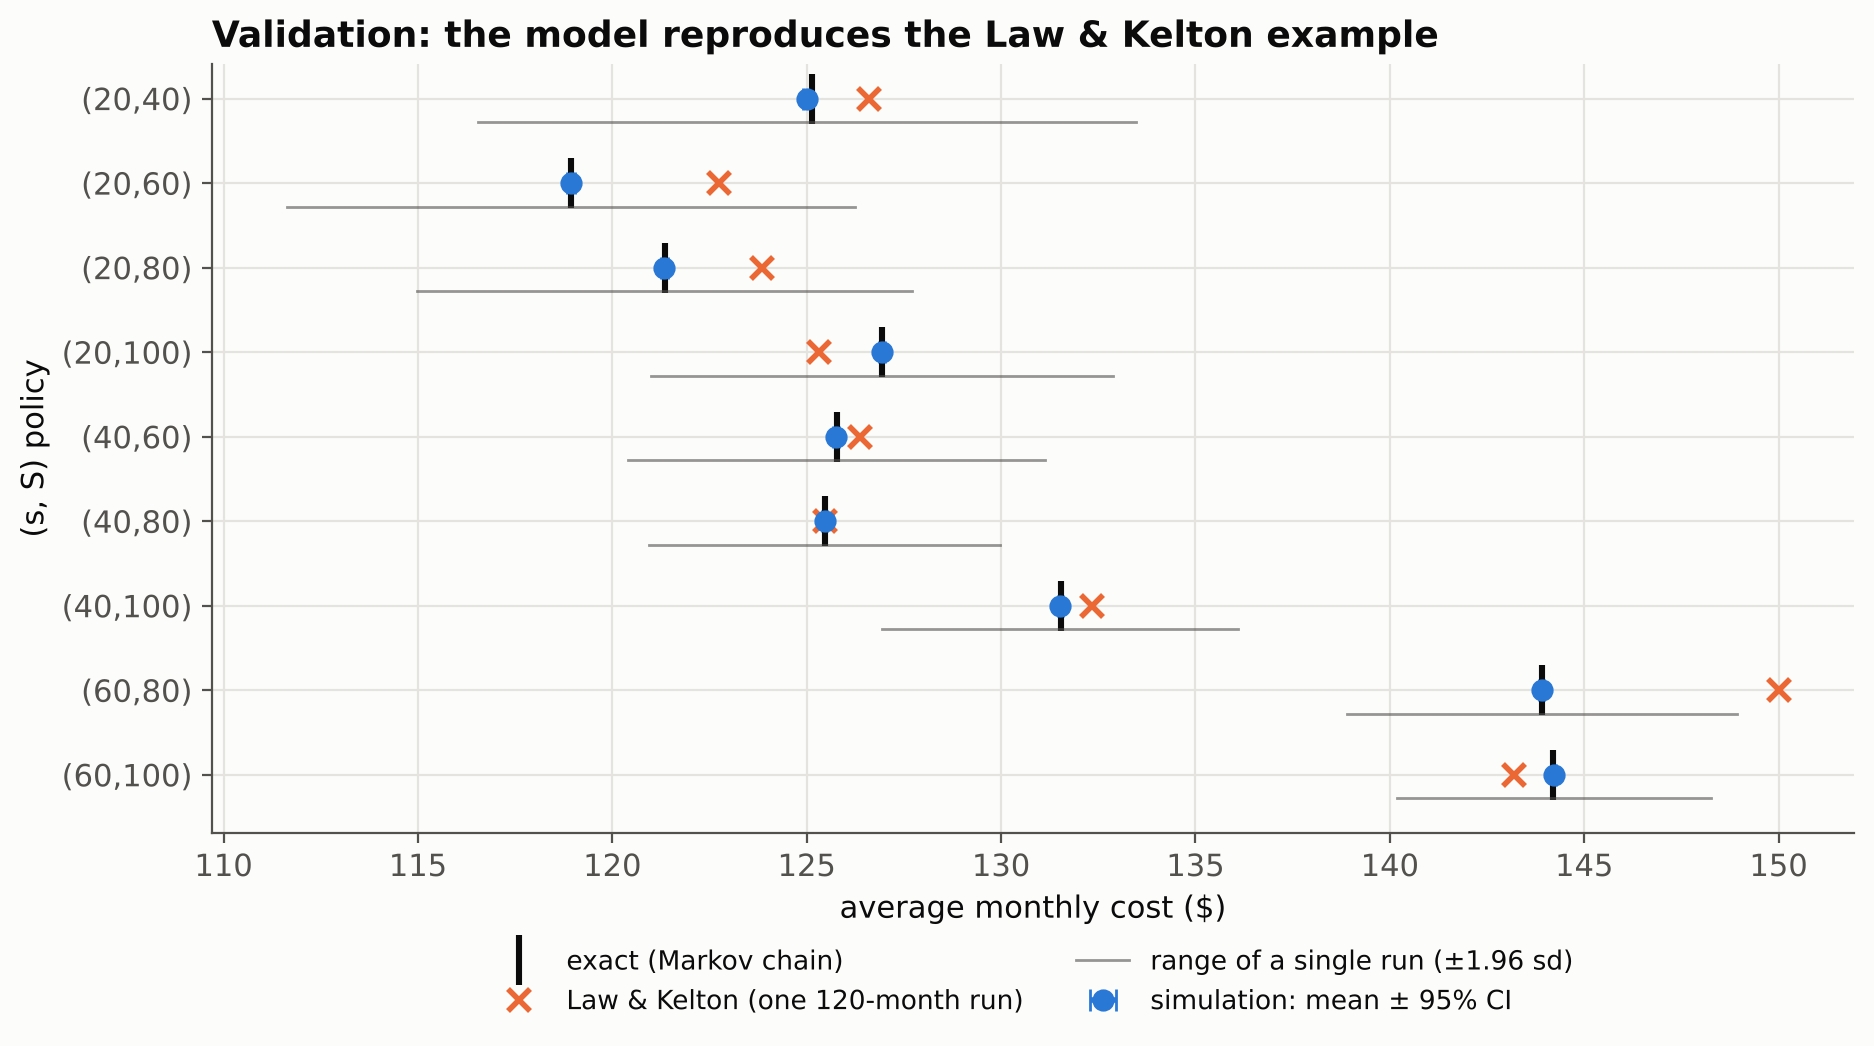 Validation: the model reproduces the Law & Kelton example
(s, S) policy
(20,40)
(20,60)
(20,80)
(20,100)
(40,60)
(40,80)
(40,100)
(60,80)
(60,100)
110 115 120 125 130 135 140 145 150
average monthly cost ($)
exact (Markov chain)
Law & Kelton (one 120-month run)
range of a single run (±1.96 sd)
simulation: mean ± 95% CI